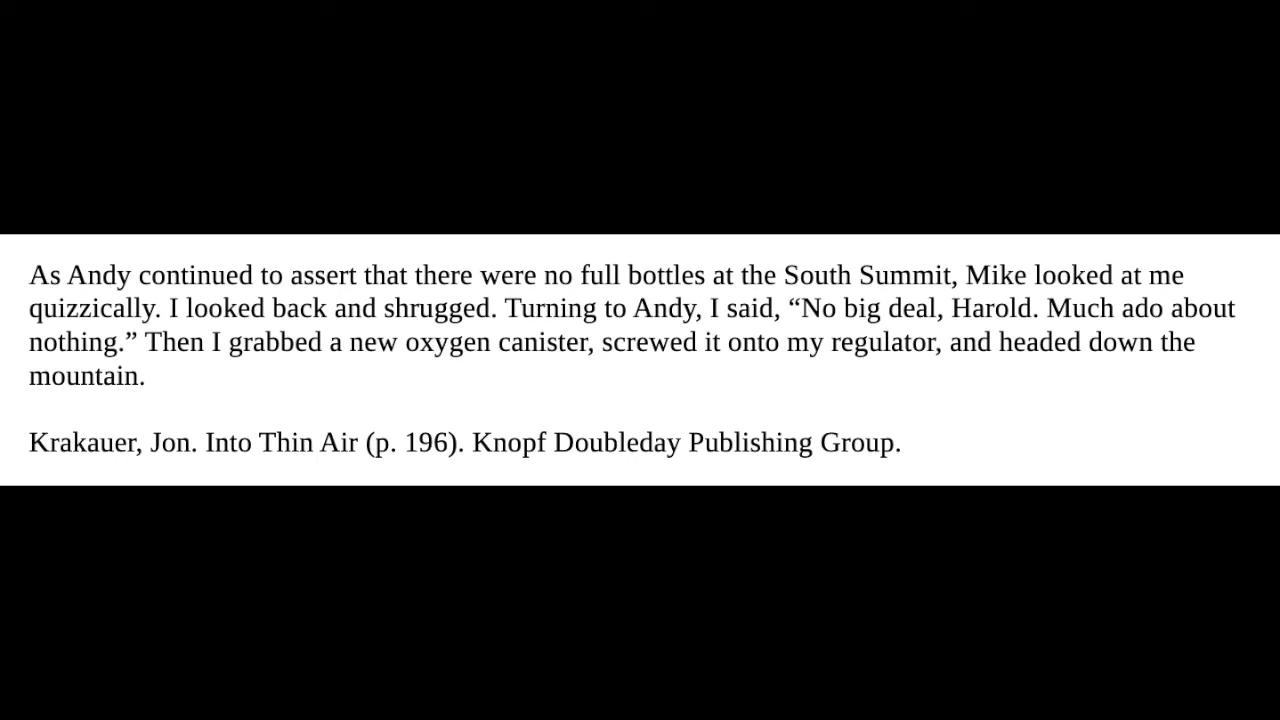 As Andy continued to assert that there were no full bottles at the South Summit, Mike looked at me
quizzically. I looked back and shrugged. Turning to Andy, I said, “No big deal, Harold. Much ado about
nothing.” Then I grabbed a new oxygen canister, screwed it onto my regulator, and headed down the
mountain.
Krakauer, Jon. Into Thin Air (p. 196). Knopf Doubleday Publishing Group.